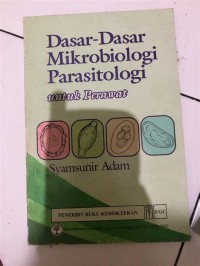 Dasar-Dasar
Mikrobiologi
Parasitologi
untuk Perawat
Syamsunir Adam
PENERBIT BUKU KEDOKTERAN
EGC